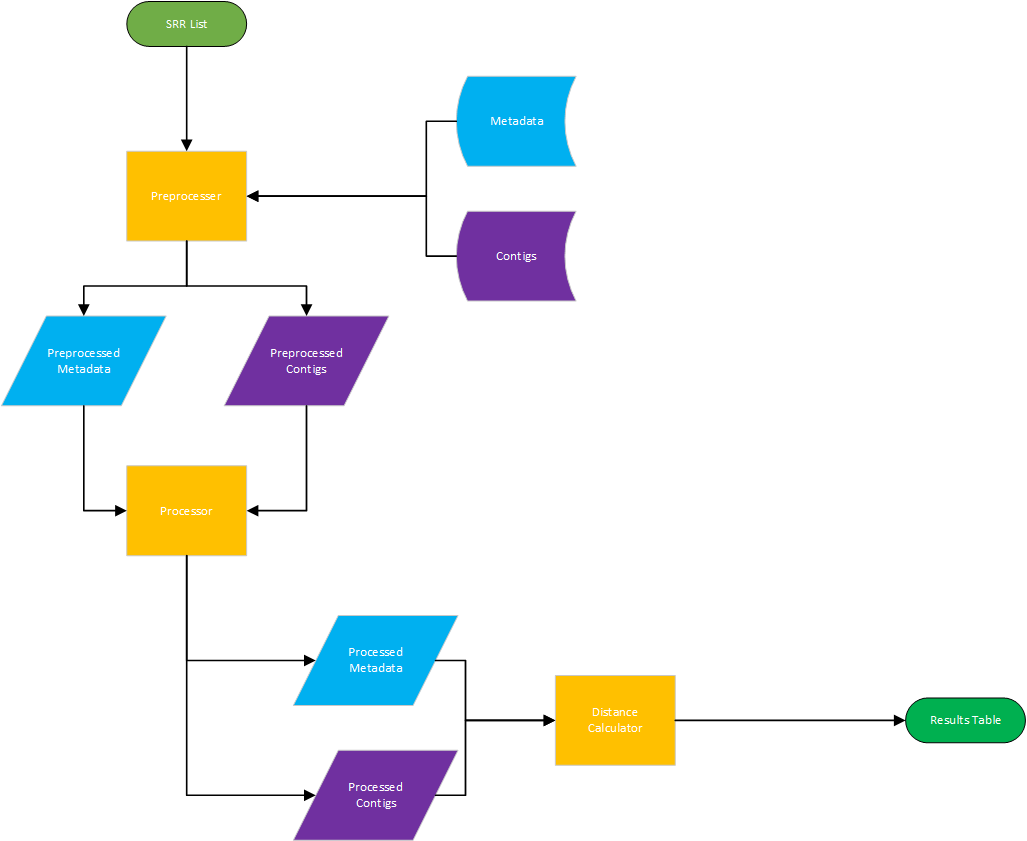 SRR List
Metadata
Preprocesser
Contigs
Preprocessed
Metadata
Preprocessed
Contigs
Processor
Processed
Metadata
Distance
Calculator
Results Table
Processed
Contigs